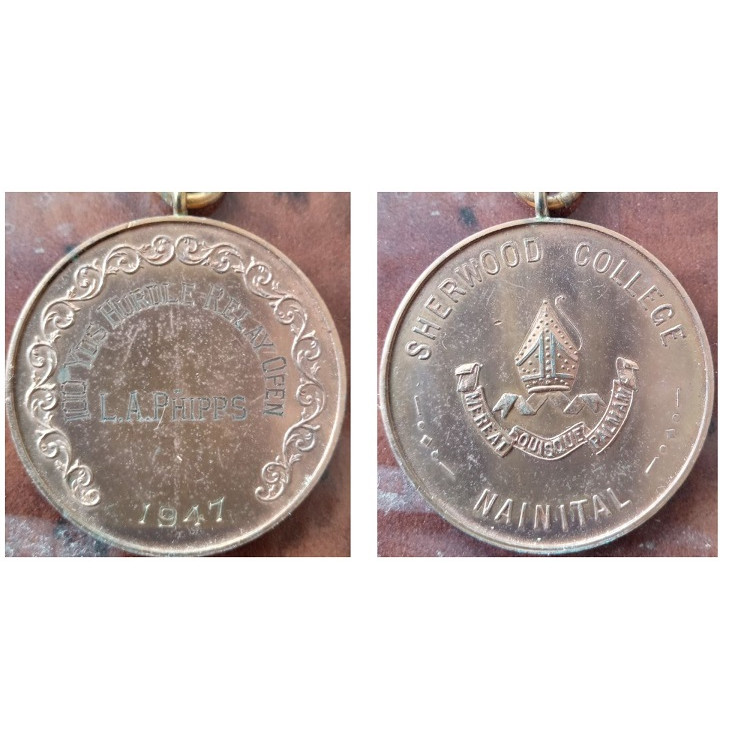 110 YDS HURDLE-RELAY OPEN
L.A. PHIPPS
1947
SHERWOOD COLLEGE
MEREAT QUISQUE PALMAM
NAINITAL